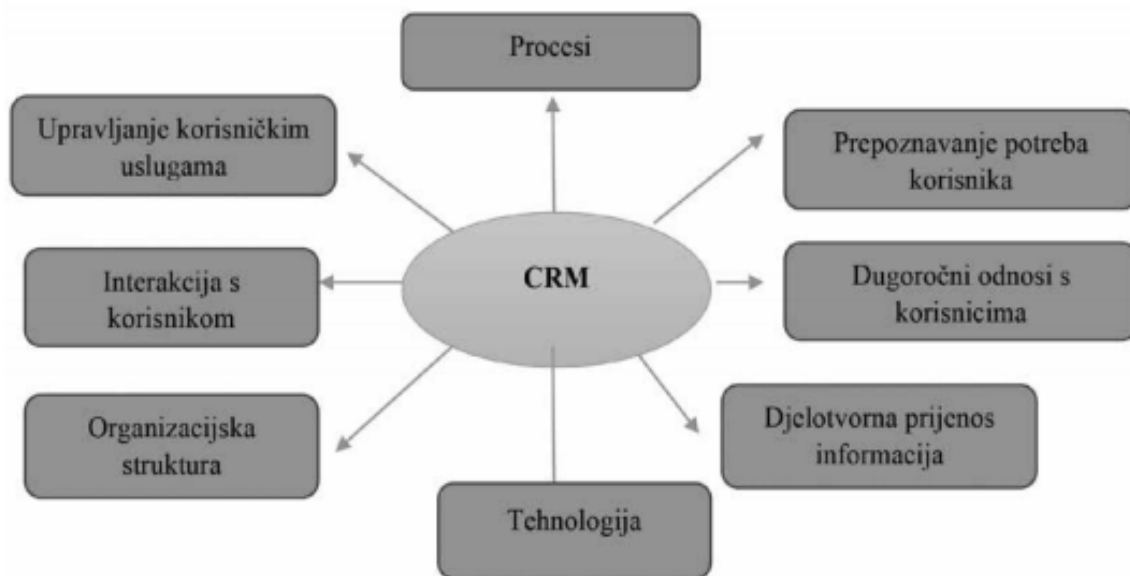 Procesi
Upravljanje korisničkim
uslugama
Prepoznavanje potreba
korisnika
CRM
Interakcija s
korisnikom
Dugoročni odnosi s
korisnicima
Organizacijska
struktura
Djelotvorna prijenos
informacija
Tehnologija